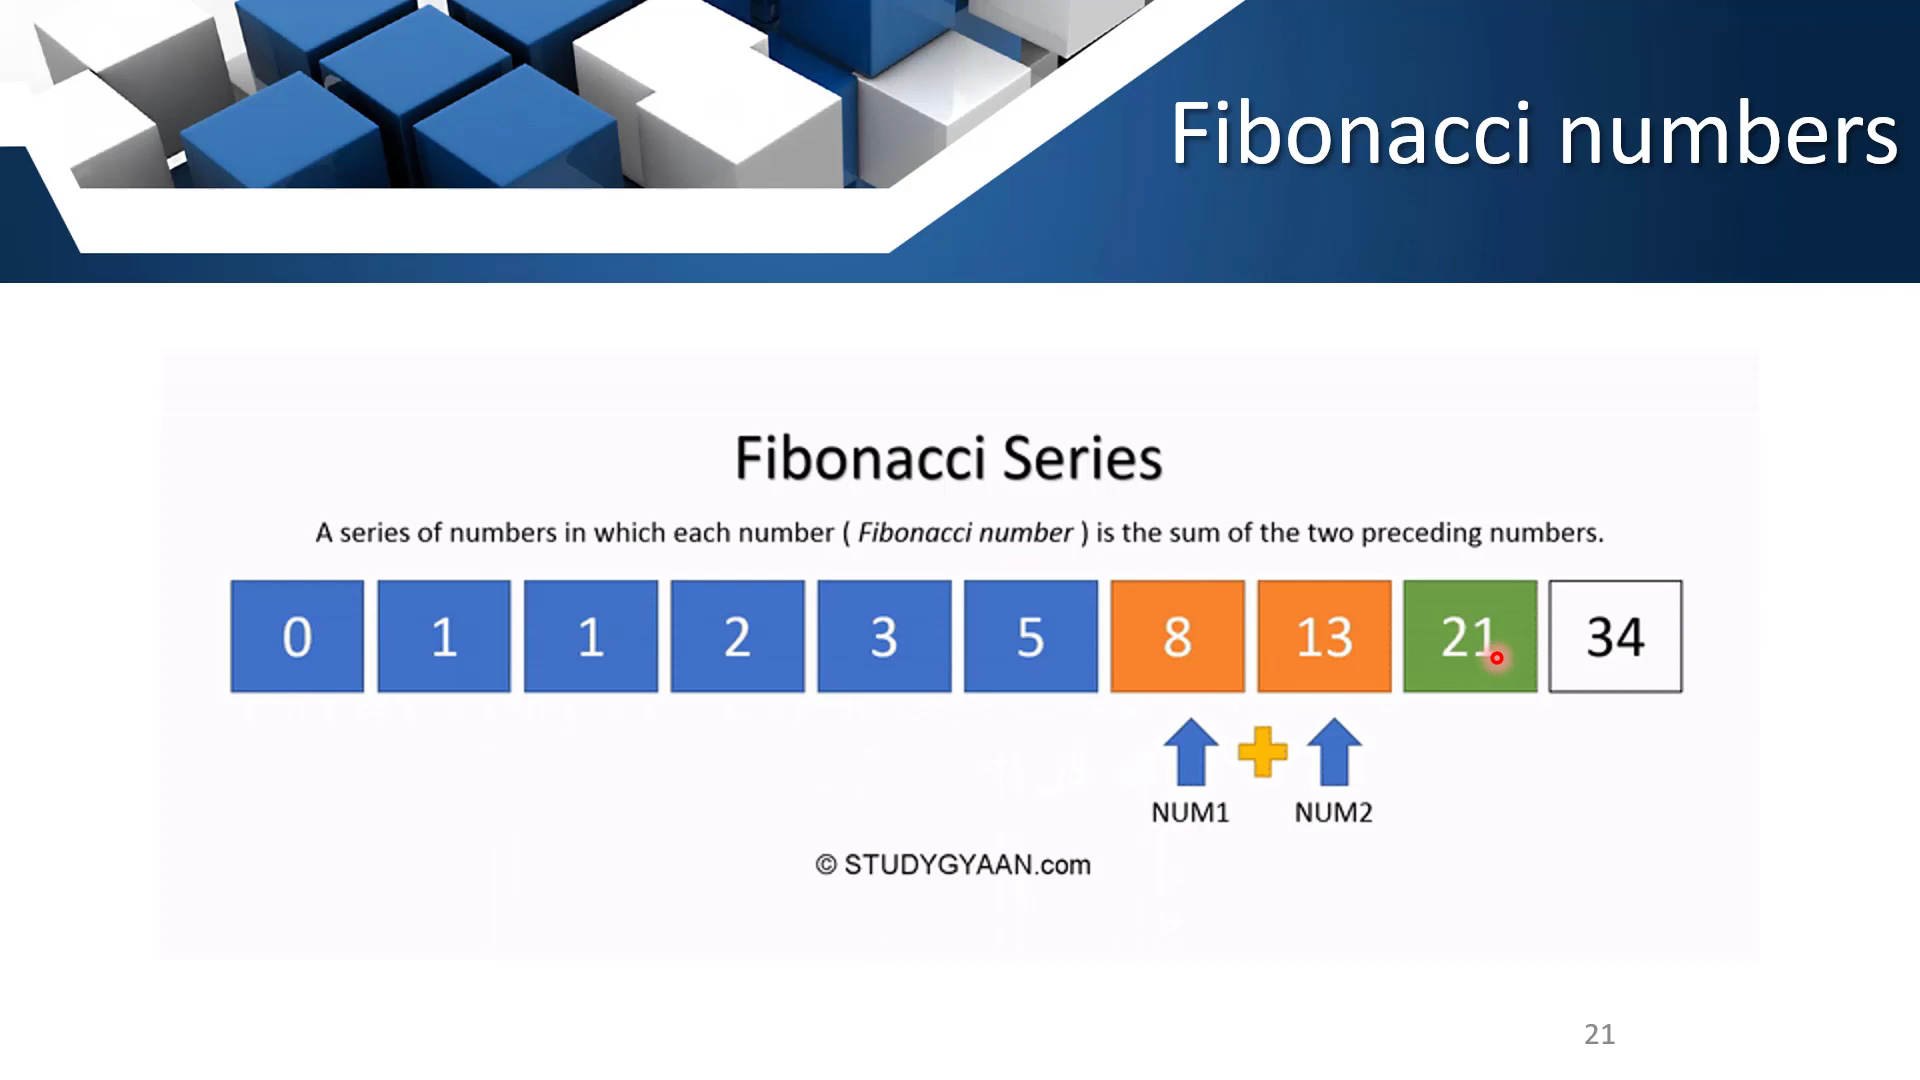 Fibonacci numbers
Fibonacci Series
A series of numbers in which each number ( Fibonacci number ) is the sum of the two preceding numbers.
0 1 1 2 3 5 8 13 21 34
NUM1 NUM2
© STUDYGYAAN.com
21